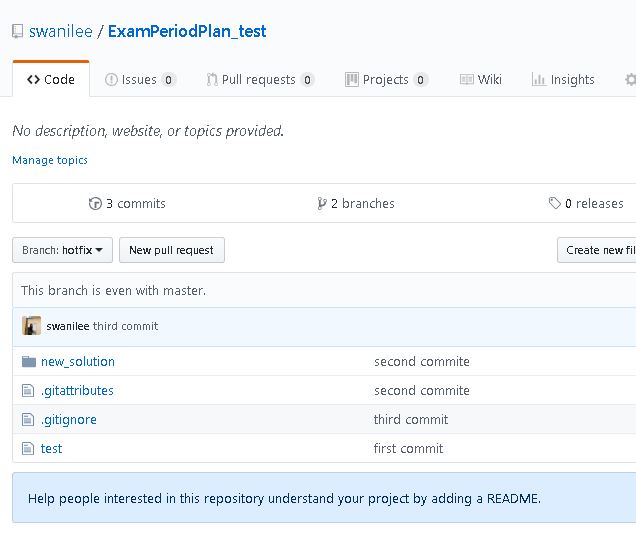 swanilee / ExamPeriodPlan_test
Code Issues 0 Pull requests 0 Projects 0 Wiki Insights
No description, website, or topics provided.
Manage topics
3 commits 2 branches 0 releases
Branch: hotfix New pull request Create new fil
This branch is even with master.
swanilee third commit
new_solution second commite
.gitattributes second commite
.gitignore third commit
test first commit
Help people interested in this repository understand your project by adding a README.